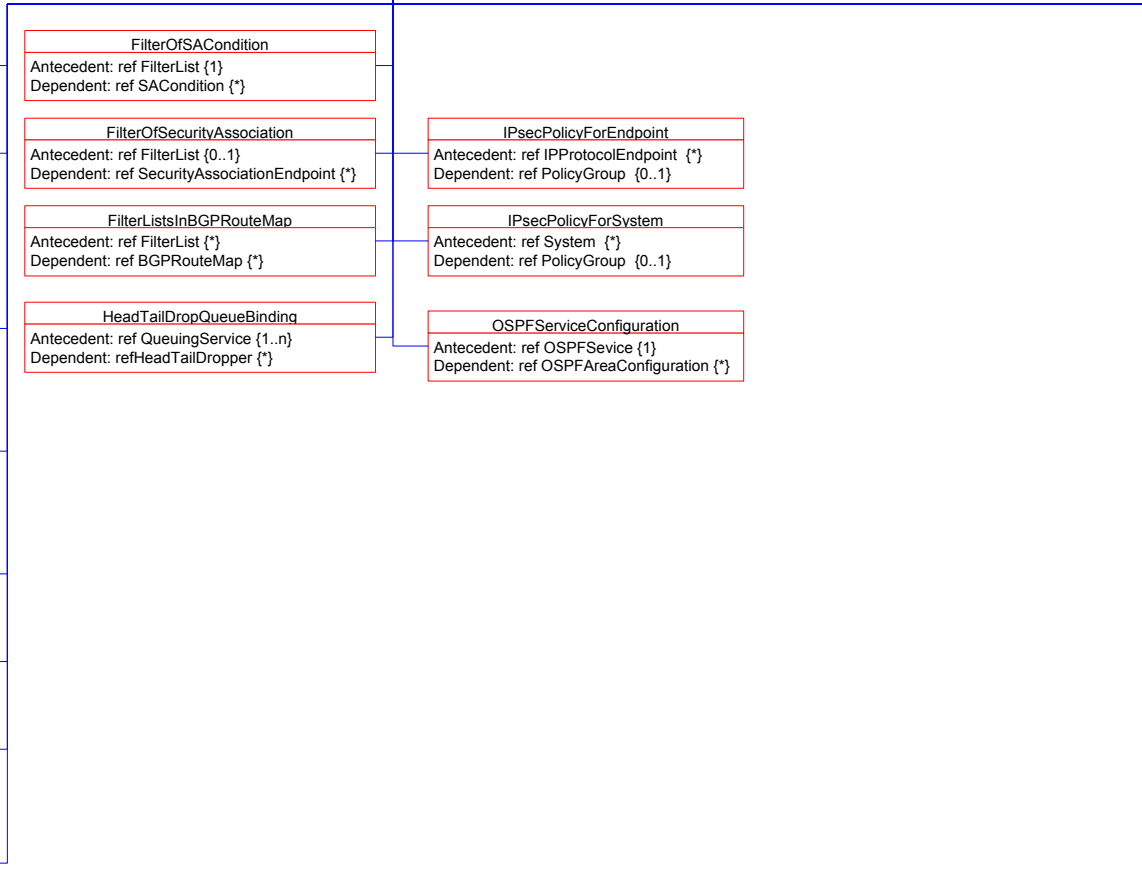 FilterOfSACondition
Antecedent: ref FilterList {1}
Dependent: ref SACondition {*}
FilterOfSecurityAssociation
Antecedent: ref FilterList {0..1}
Dependent: ref SecurityAssociationEndpoint {*}
FilterListsInBGPRouteMap
Antecedent: ref FilterList {*}
Dependent: ref BGPRouteMap {*}
HeadTailDropQueueBinding
Antecedent: ref QueuingService {1..n}
Dependent: refHeadTailDropper {*}
IPsecPolicyForEndpoint
Antecedent: ref IPProtocolEndpoint {*}
Dependent: ref PolicyGroup {0..1}
IPsecPolicyForSystem
Antecedent: ref System {*}
Dependent: ref PolicyGroup {0..1}
OSPFServiceConfiguration
Antecedent: ref OSPFSevice {1}
Dependent: ref OSPFAreaConfiguration {*}